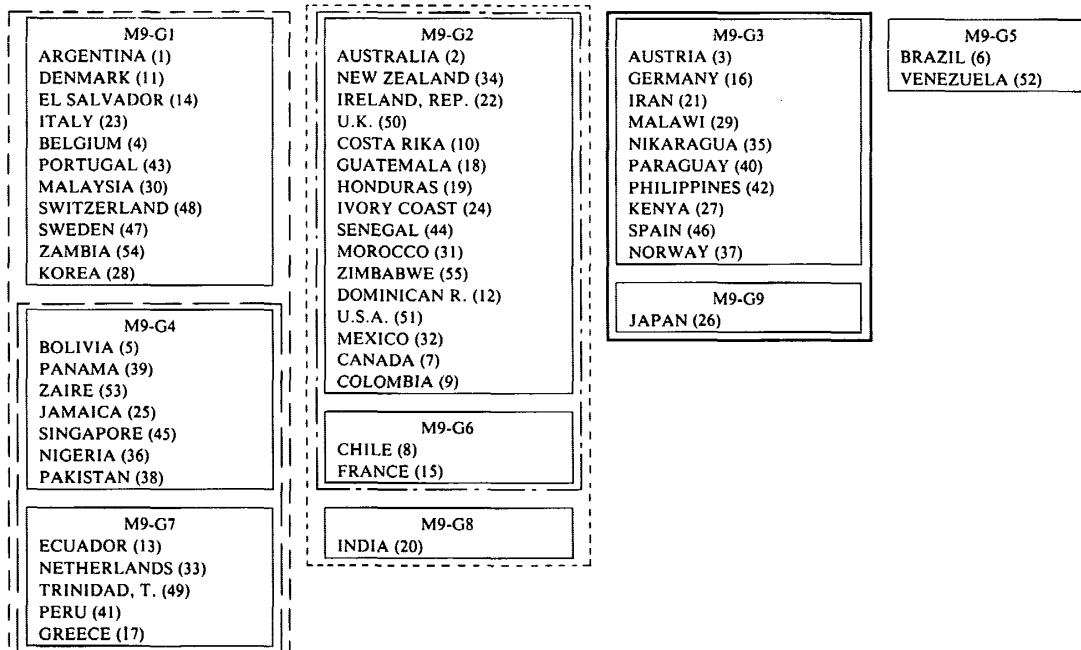 M9-G1
ARGENTINA (1)
DENMARK (11)
EL SALVADOR (14)
ITALY (23)
BELGIUM (4)
PORTUGAL (43)
MALAYSIA (30)
SWITZERLAND (48)
SWEDEN (47)
ZAMBIA (54)
KOREA (28)
M9-G4
BOLIVIA (5)
PANAMA (39)
ZAIRE (53)
JAMAICA (25)
SINGAPORE (45)
NIGERIA (36)
PAKISTAN (38)
M9-G7
ECUADOR (13)
NETHERLANDS (33)
TRINIDAD, T. (49)
PERU (41)
GREECE (17)
M9-G2
AUSTRALIA (2)
NEW ZEALAND (34)
IRELAND, REP. (22)
U.K. (50)
COSTA RIKA (10)
GUATEMALA (18)
HONDURAS (19)
IVORY COAST (24)
SENEGAL (44)
MOROCCO (31)
ZIMBABWE (55)
DOMINICAN R. (12)
U.S.A. (51)
MEXICO (32)
CANADA (7)
COLOMBIA (9)
M9-G6
CHILE (8)
FRANCE (15)
M9-G8
INDIA (20)
M9-G3
AUSTRIA (3)
GERMANY (16)
IRAN (21)
MALAWI (29)
NIKARAGUA (35)
PARAGUAY (40)
PHILIPPINES (42)
KENYA (27)
SPAIN (46)
NORWAY (37)
M9-G9
JAPAN (26)
M9-G5
BRAZIL (6)
VENEZUELA (52)